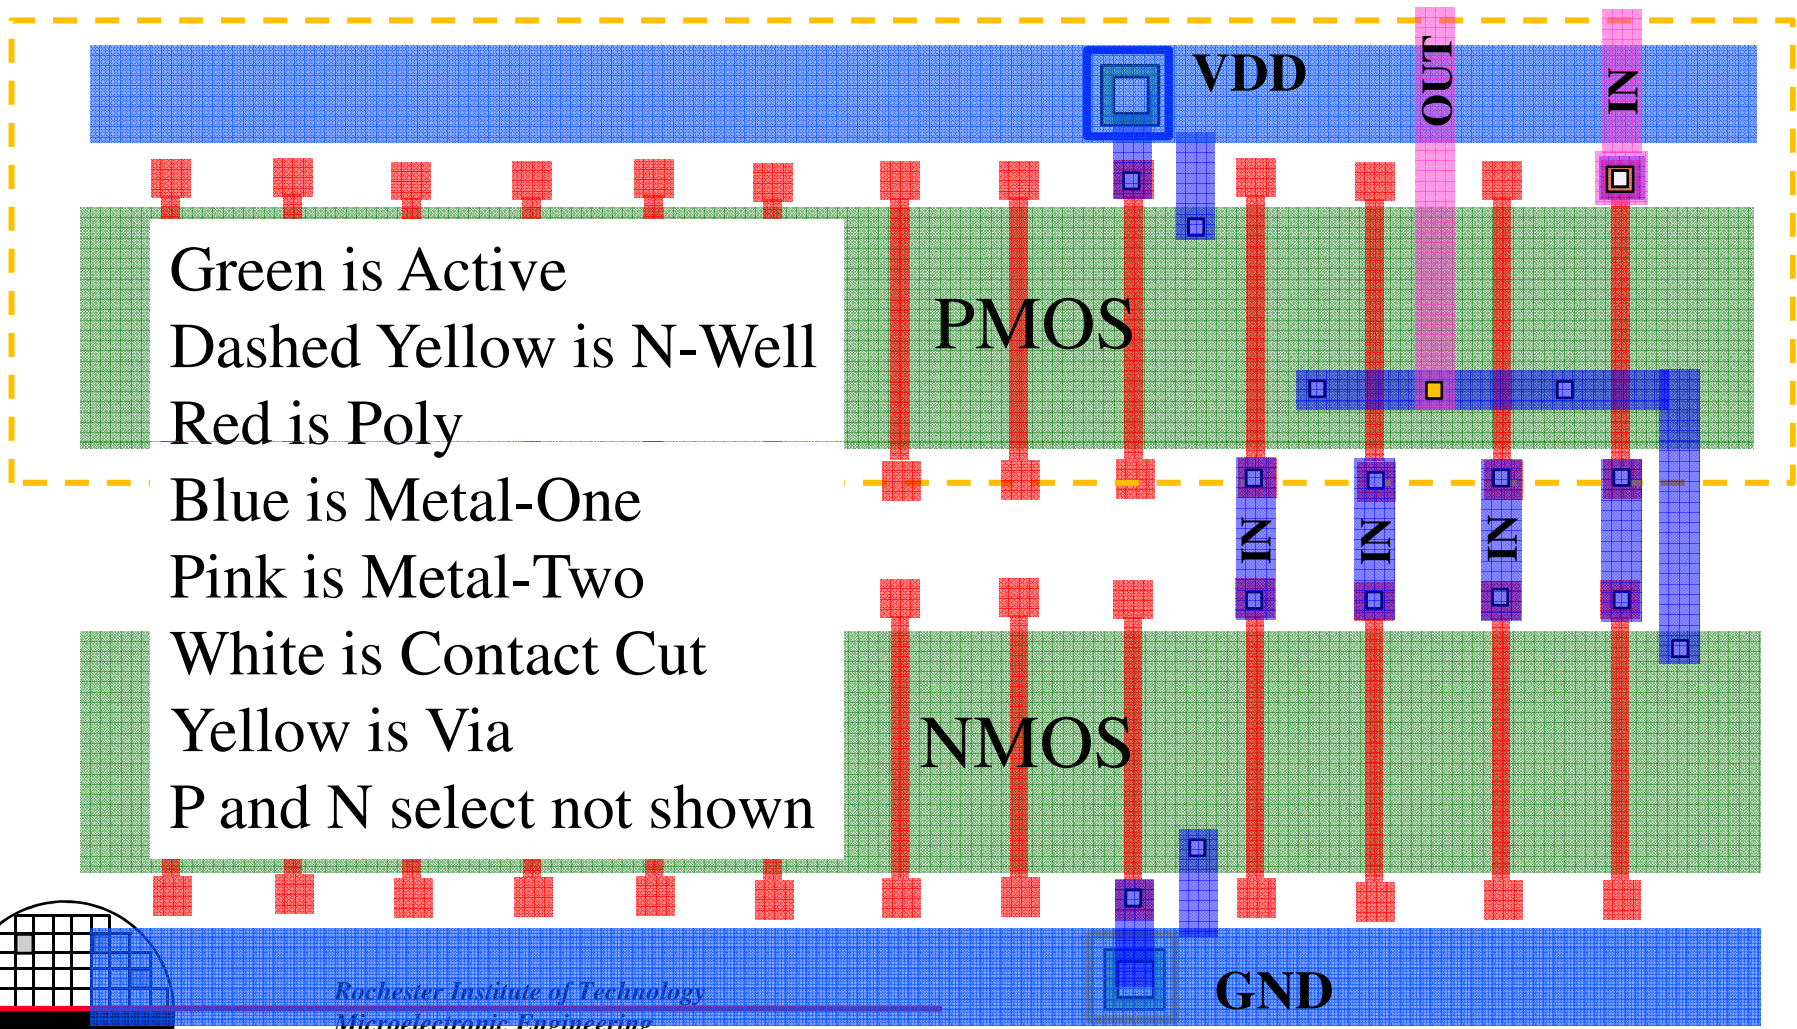 VDD
OUT
IN
Green is Active
Dashed Yellow is N-Well
Red is Poly
Blue is Metal-One
Pink is Metal-Two
White is Contact Cut
Yellow is Via
P and N select not shown
PMOS
IN
IN
IN
NMOS
GND
Rochester Institute of Technology
Microelectronic Engineering